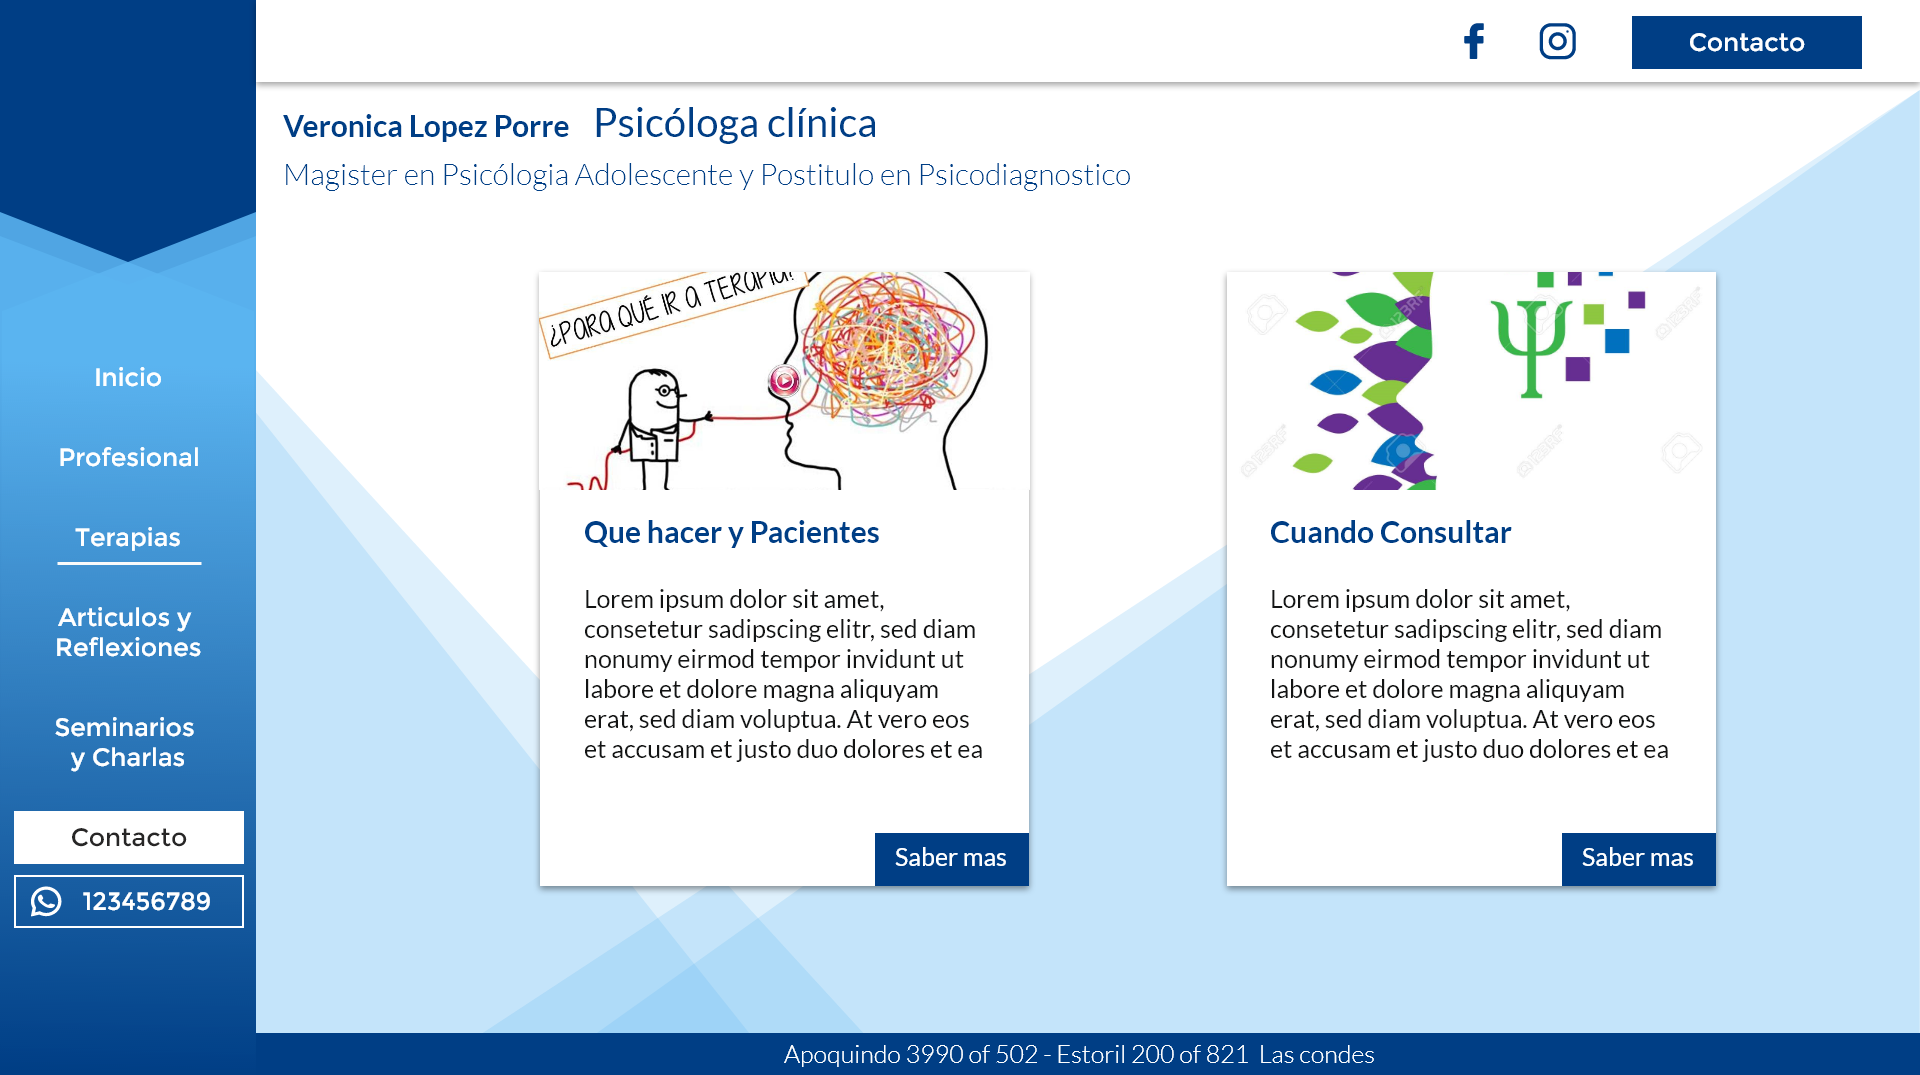 Contacto
Veronica Lopez Porre Psicóloga clínica
Magister en Psicólogia Adolescente y Postitulo en Psicodiagnostico
Inicio
Profesional
Terapias
Articulos y
Reflexiones
Seminarios
y Charlas
Contacto
123456789
¿PARA QUÉ IR A TERAPIA?
Que hacer y Pacientes
Lorem ipsum dolor sit amet,
consetetur sadipscing elitr, sed diam
nonumy eirmod tempor invidunt ut
labore et dolore magna aliquyam
erat, sed diam voluptua. At vero eos
et accusam et justo duo dolores et ea
Saber mas
123RF
123RF
123RF
123RF
Cuando Consultar
Lorem ipsum dolor sit amet,
consetetur sadipscing elitr, sed diam
nonumy eirmod tempor invidunt ut
labore et dolore magna aliquyam
erat, sed diam voluptua. At vero eos
et accusam et justo duo dolores et ea
Saber mas
Apoquindo 3990 of 502 - Estoril 200 of 821 Las condes